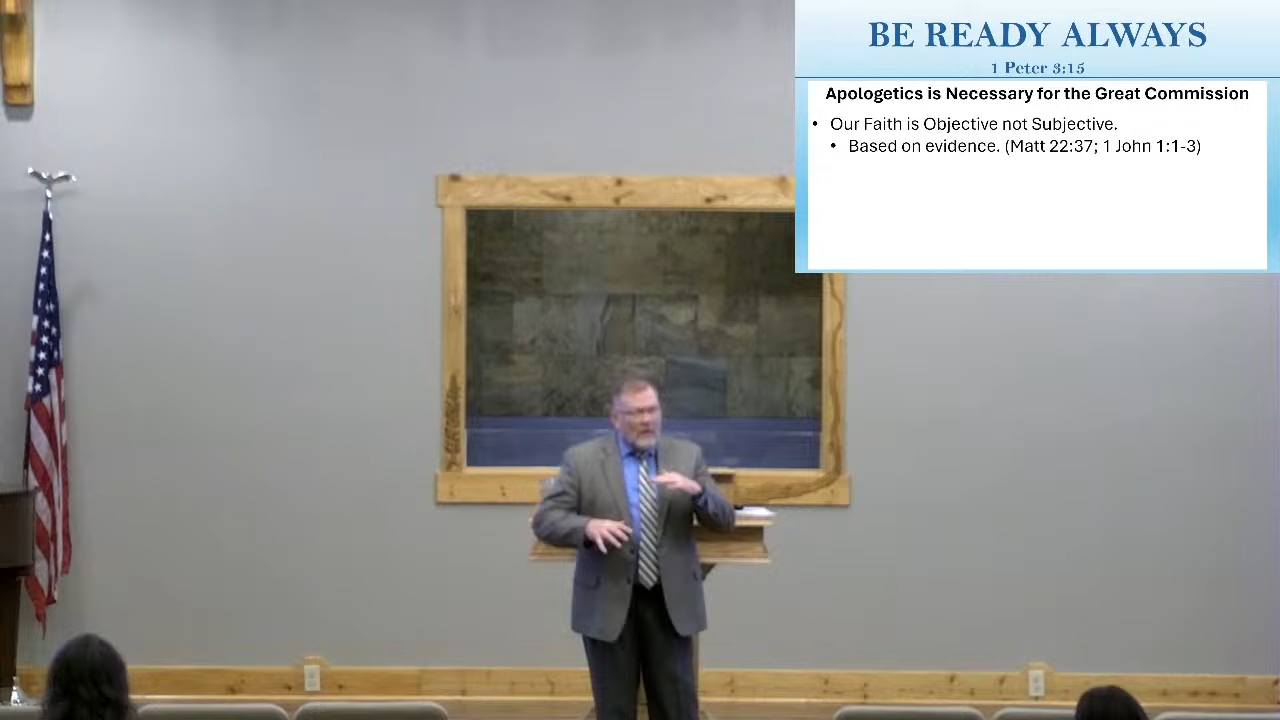 BE READY ALWAYS
1 Peter 3:15
Apologetics is Necessary for the Great Commission
• Our Faith is Objective not Subjective.
• Based on evidence. (Matt 22:37; 1 John 1:1-3)